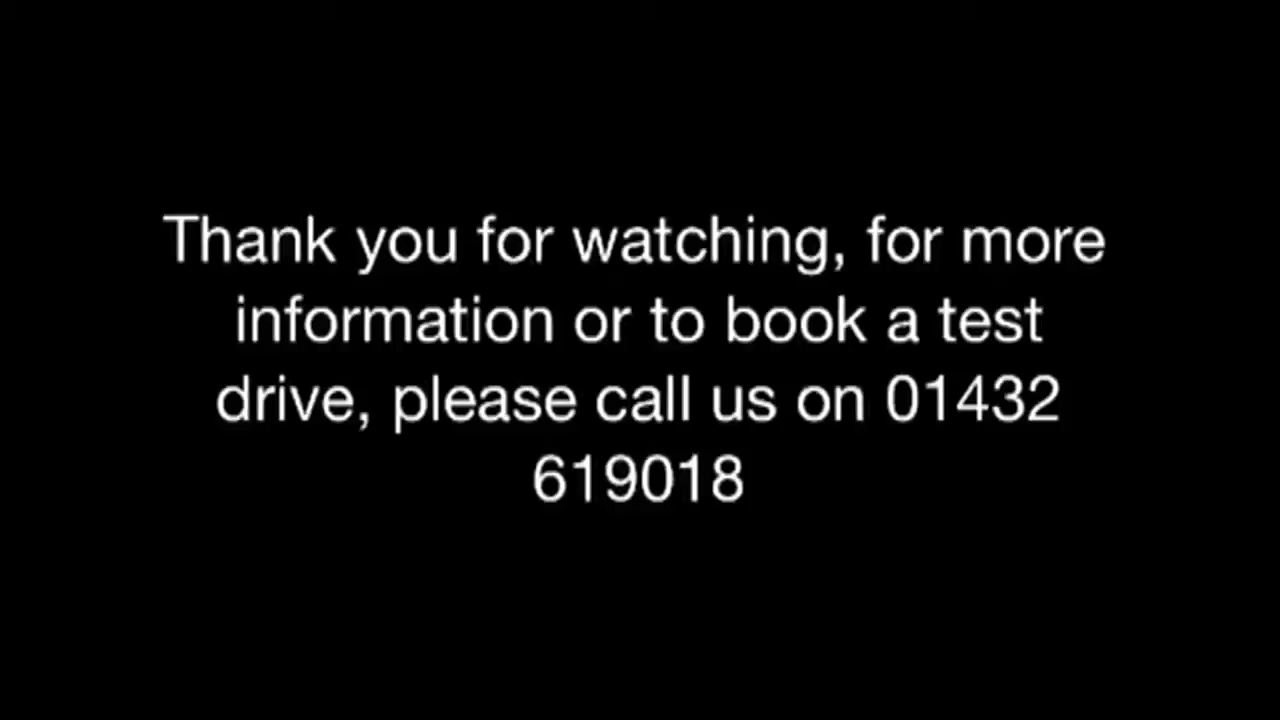 Thank you for watching, for more
information or to book a test
drive, please call us on 01432
619018